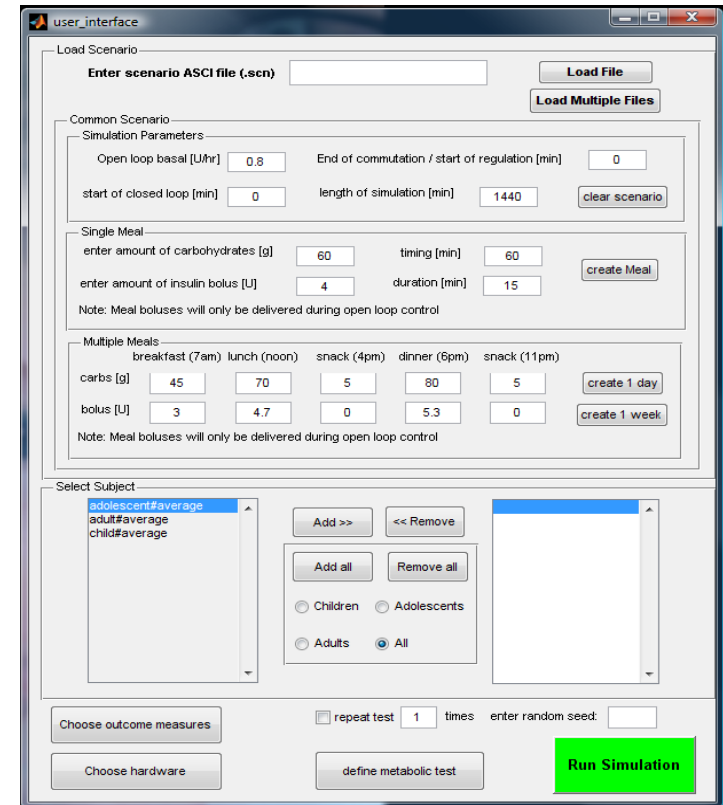 user_interface
Load Scenario
Enter scenario ASCI file (.scn)
Load File
Load Multiple Files
Common Scenario
Simulation Parameters
Open loop basal [U/hr] 0.8 End of commutation / start of regulation [min] 0
start of closed loop [min] 0 length of simulation [min] 1440 clear scenario
Single Meal
enter amount of carbohydrates [g] 60 timing [min] 60
create Meal
enter amount of insulin bolus [U] 4 duration [min] 15
Note: Meal boluses will only be delivered during open loop control
Multiple Meals
breakfast (7am) lunch (noon) snack (4pm) dinner (6pm) snack (11pm)
carbs [g] 45 70 5 80 5 create 1 day
bolus [U] 3 4.7 0 5.3 0 create 1 week
Note: Meal boluses will only be delivered during open loop control
Select Subject
adolescent#average
adult#average
child#average
Add >> << Remove
Add all Remove all
Children Adolescents
Adults All
Choose outcome measures
repeat test 1 times enter random seed:
Choose hardware
define metabolic test
Run Simulation